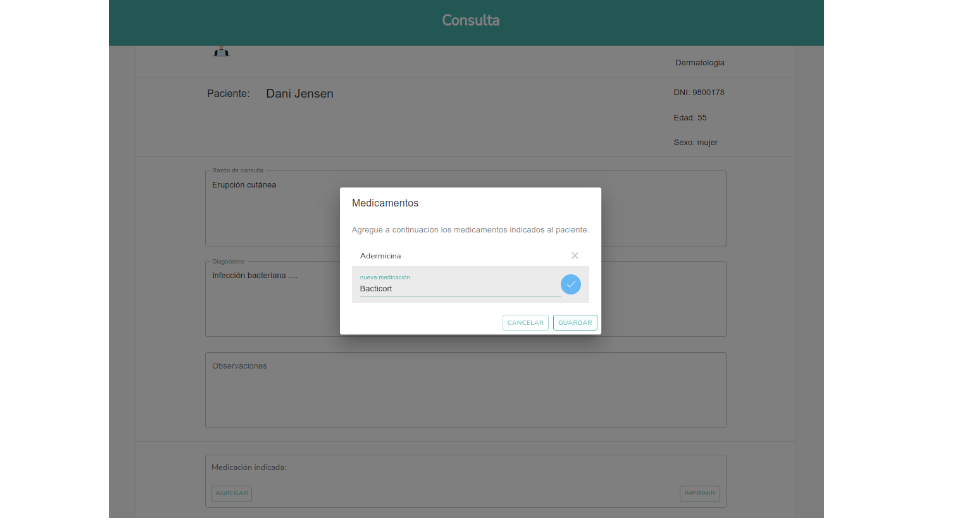 Consulta
Dermatologia
Paciente: Dani Jensen
DNI: 9800178
Edad: 55
Sexo: mujer
Razón de consulta
Erupción cutánea
Medicamentos
Agregue a continuación los medicamentos indicados al paciente.
Adermicina
nueva medicación
Bacticort
CANCELAR GUARDAR
Diagnóstico
Infección bacteriana ....
Observaciones
Medicación indicada:
AGREGAR IMPRIMIR